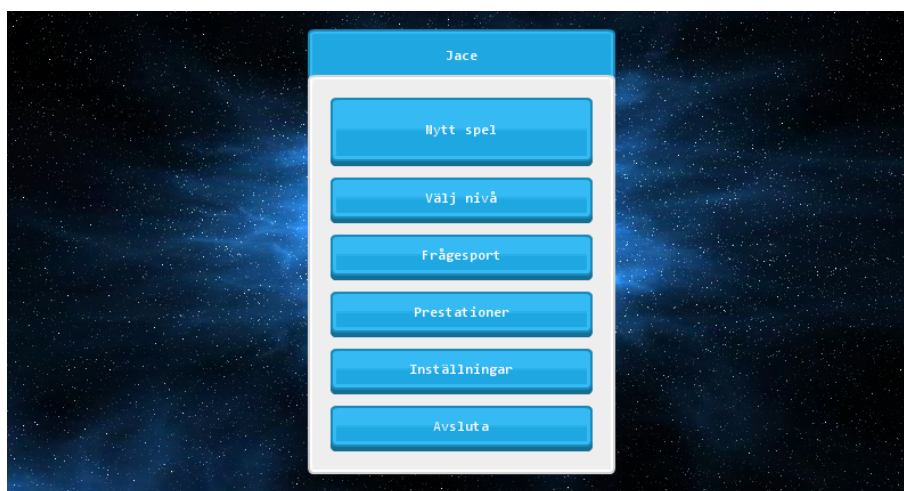 Jace
Nytt spel
Välj nivå
Frågesport
Prestationer
Inställningar
Avsluta